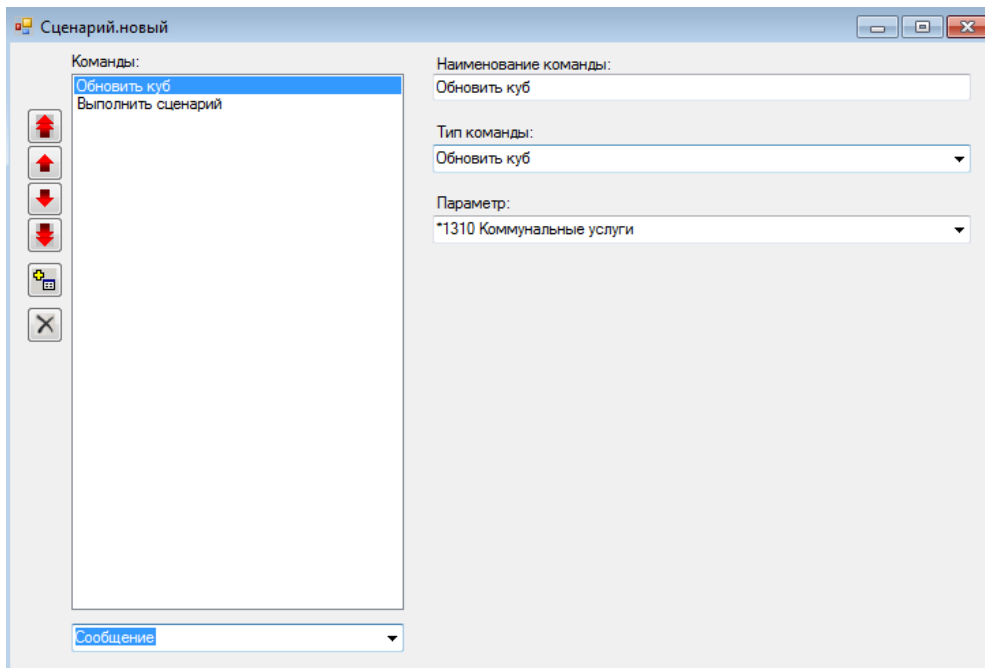 Сценарий.новый
Команды:
Обновить куб
Выполнить сценарий
Сообщение
Наименование команды:
Обновить куб
Тип команды:
Обновить куб
Параметр:
*1310 Коммунальные услуги